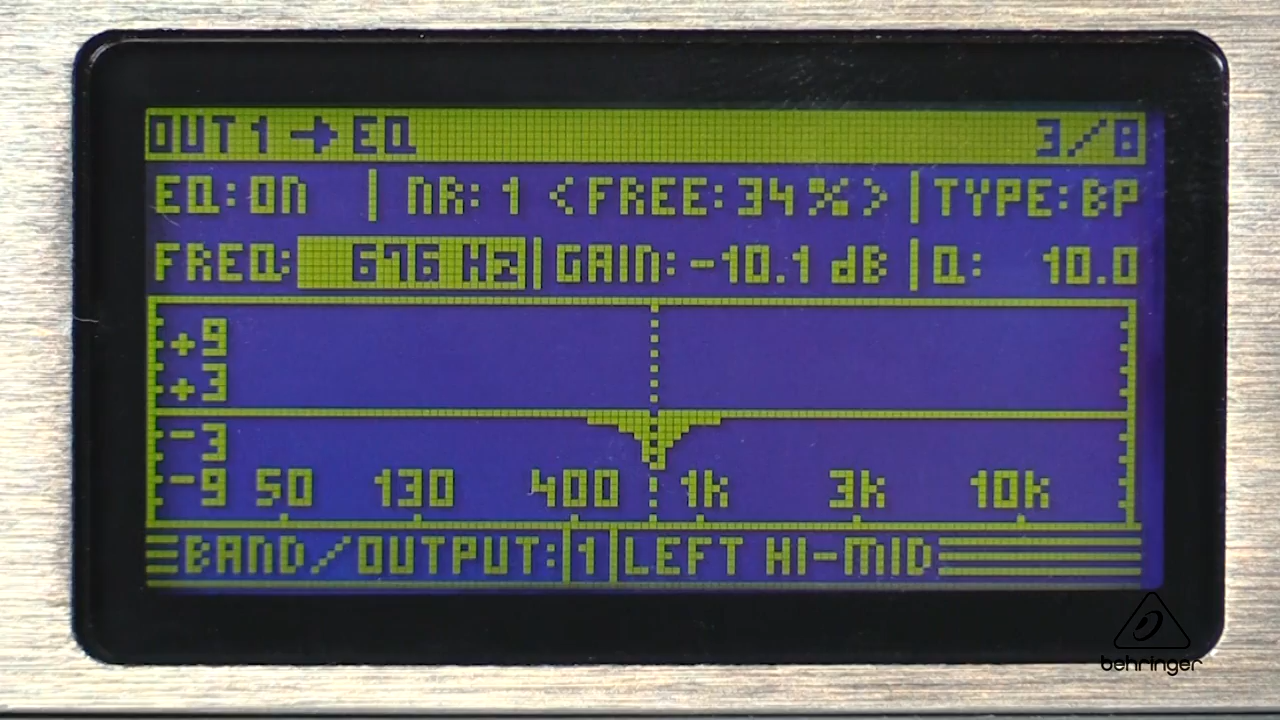 OUT 1 → EQ 3/8
EQ: ON | NR: 1 <FREE: 34%> | TYPE: BP
FREQ: 676 Hz | GAIN: -10.1 dB | Q: 10.0
+9
+3
-3
-9 50 130 400 1k 3k 10k
BAND/OUTPUT: 1 LEFT HI-MID
behringer